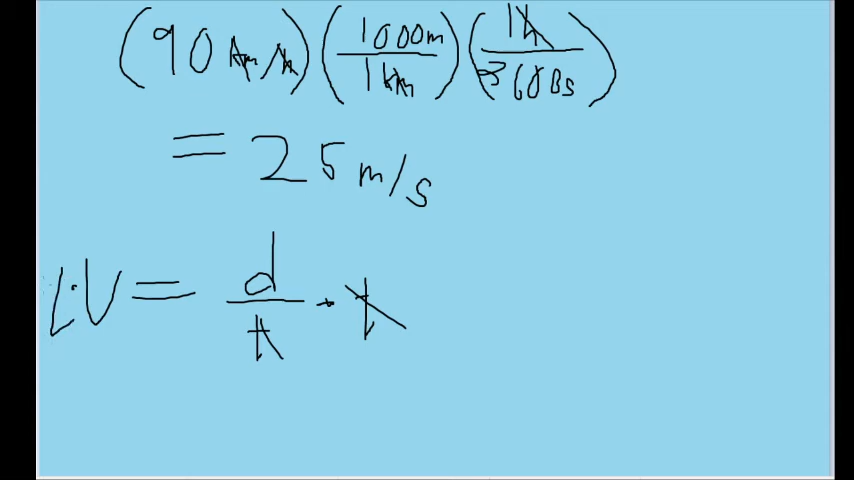 (90 km/h) (1000m/1km) (1h/3600s)
= 25 m/s
t·V = d/t · t